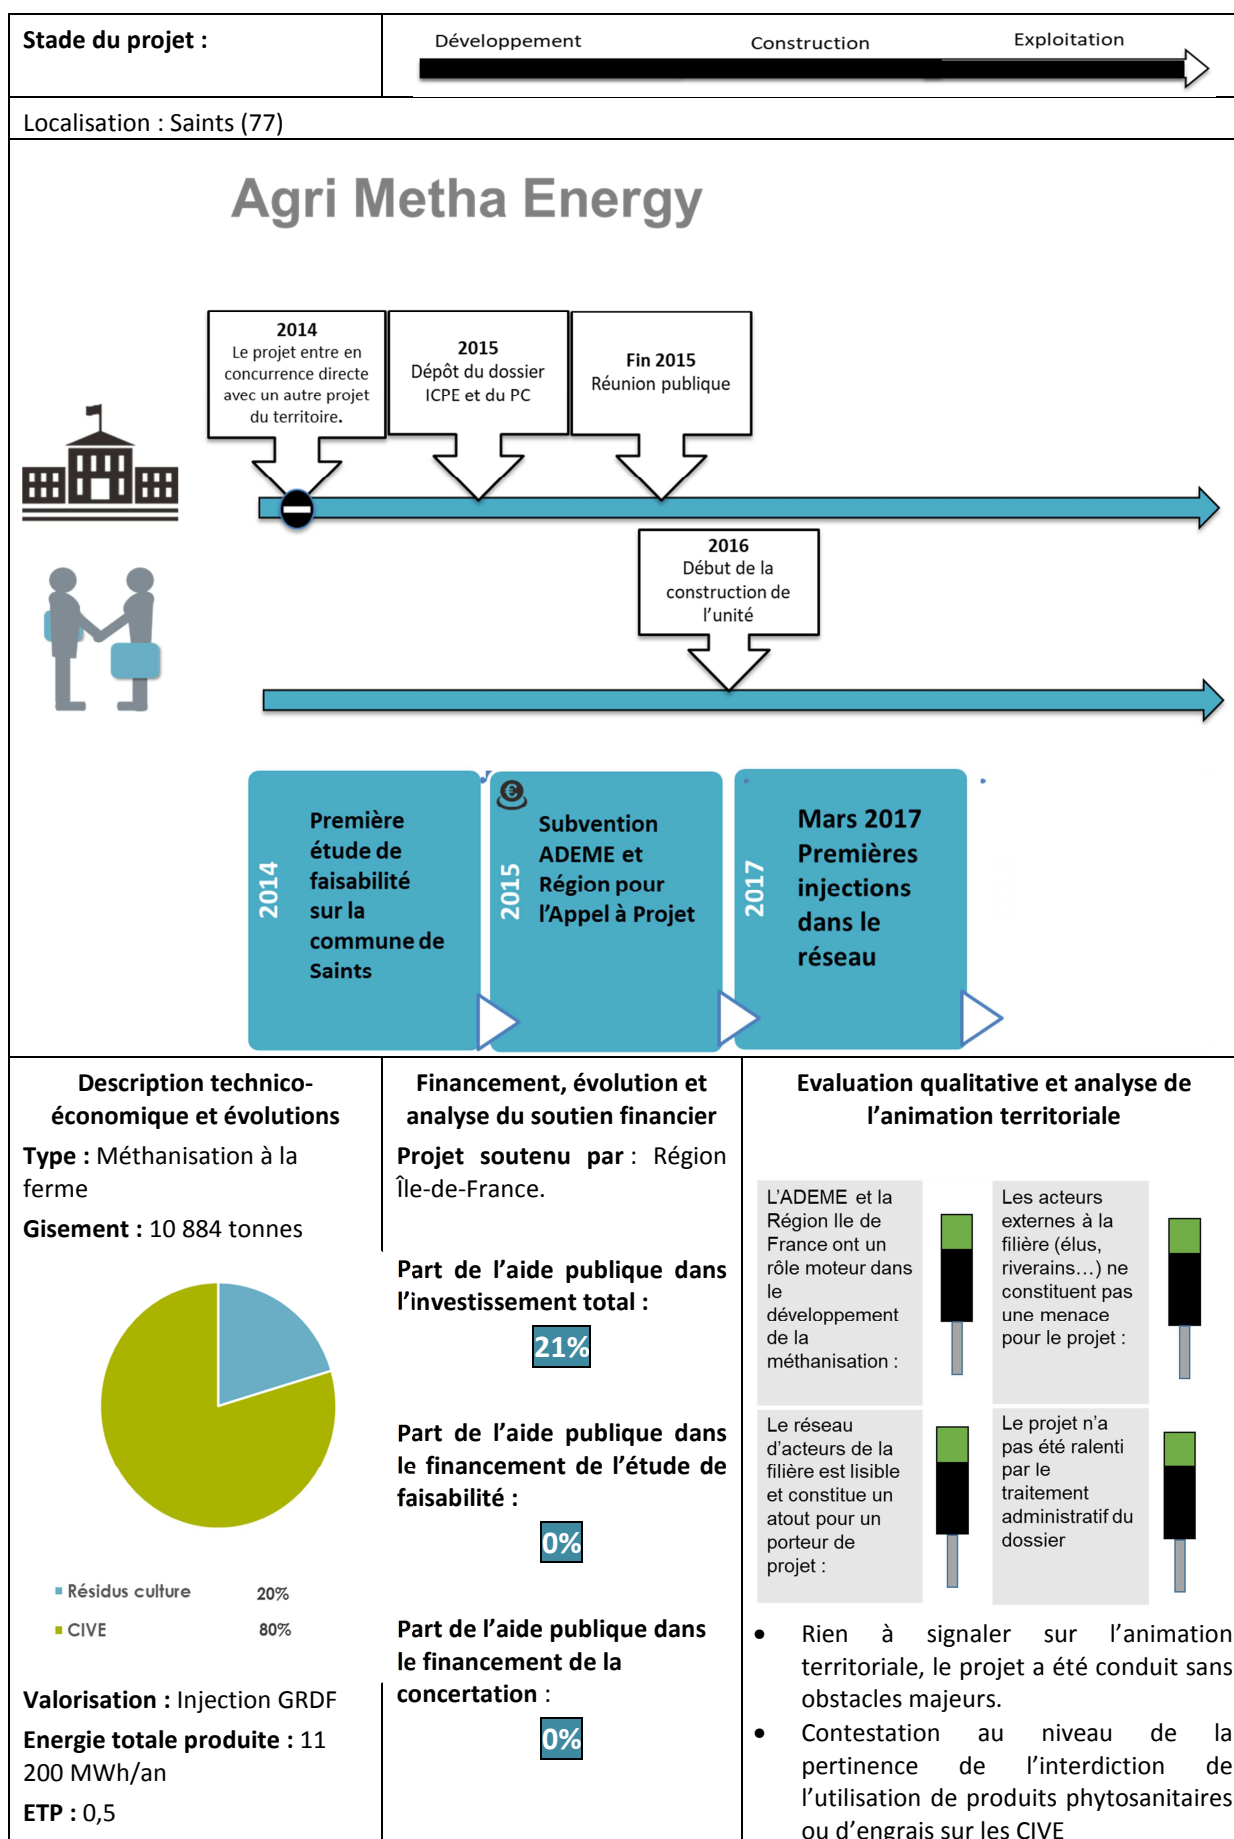 Stade du projet :
Développement
Construction
Exploitation
Localisation : Saints (77)
Agri Metha Energy
2014
Le projet entre en
concurrence directe
avec un autre projet
du territoire.
2015
Dépôt du dossier
ICPE et du PC
Fin 2015
Réunion publique
2016
Début de la
construction de
l'unité
2014
Première
étude de
faisabilité
sur la
commune de
Saints
2015
Subvention
ADEME et
Région pour
l'Appel à Projet
2017
Mars 2017
Premières
injections
dans le
réseau
Description technico-
économique et évolutions
Type : Méthanisation à la
ferme
Gisement : 10 884 tonnes
Résidus culture 20%
CIVE 80%
Valorisation : Injection GRDF
Energie totale produite : 11
200 MWh/an
ETP : 0,5
Financement, évolution et
analyse du soutien financier
Projet soutenu par : Région
Île-de-France.
Part de l'aide publique dans
l'investissement total :
21%
Part de l'aide publique dans
le financement de l'étude de
faisabilité :
0%
Part de l'aide publique dans
le financement de la
concertation :
0%
Evaluation qualitative et analyse de
l'animation territoriale
L'ADEME et la
Région Ile de
France ont un
rôle moteur dans
le
développement
de la
méthanisation :
Les acteurs
externes à la
filière (élus,
riverains…) ne
constituent pas
une menace
pour le projet :
Le réseau
d'acteurs de la
filière est lisible
et constitue un
atout pour un
porteur de
projet :
Le projet n'a
pas été ralenti
par le
traitement
administratif du
dossier
• Rien à signaler sur l'animation
territoriale, le projet a été conduit sans
obstacles majeurs.
• Contestation au niveau de la
pertinence de l'interdiction de
l'utilisation de produits phytosanitaires
ou d'engrais sur les CIVE